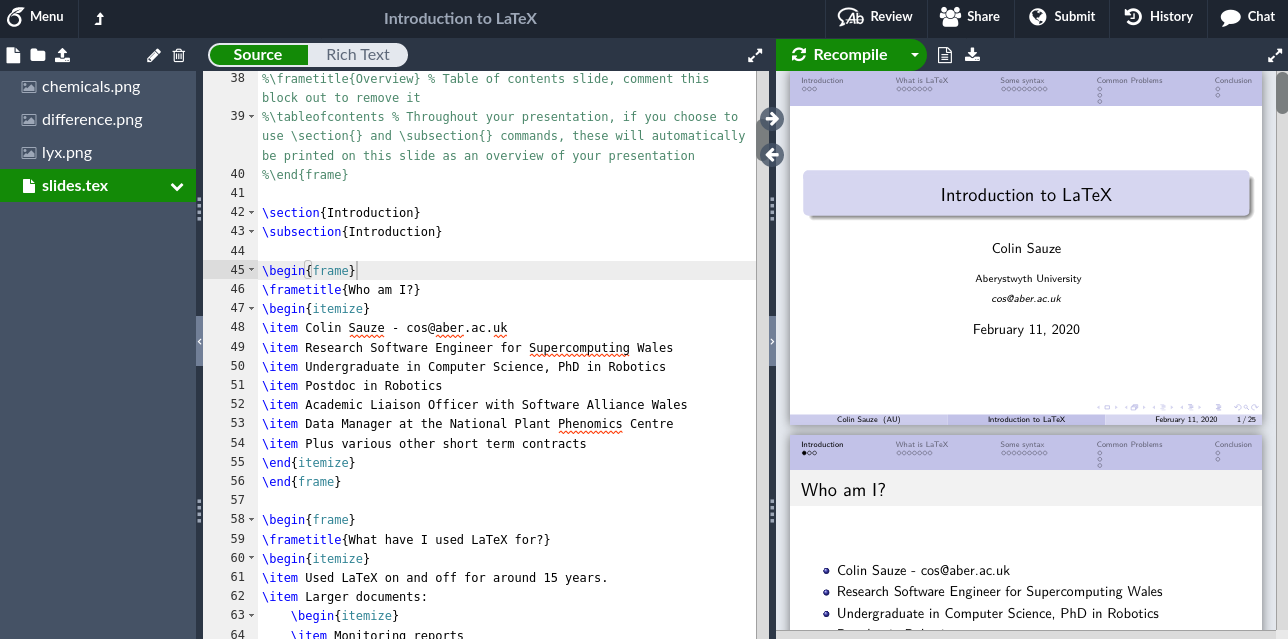 Menu
Introduction to LaTeX
Review
Share
Submit
History
Chat
Source
Rich Text
Recompile
chemicals.png
difference.png
lyx.png
slides.tex
38 %\frametitle{Overview} % Table of contents slide, comment this
block out to remove it
39 %\tableofcontents % Throughout your presentation, if you choose to
use \section{} and \subsection{} commands, these will automatically
be printed on this slide as an overview of your presentation
40 %\end{frame}
41
42 \section{Introduction}
43 \subsection{Introduction}
44
45 \begin{frame}
46 \frametitle{Who am I?}
47 \begin{itemize}
48 \item Colin Sauze - cos@aber.ac.uk
49 \item Research Software Engineer for Supercomputing Wales
50 \item Undergraduate in Computer Science, PhD in Robotics
51 \item Postdoc in Robotics
52 \item Academic Liaison Officer with Software Alliance Wales
53 \item Data Manager at the National Plant Phenomics Centre
54 \item Plus various other short term contracts
55 \end{itemize}
56 \end{frame}
57
58 \begin{frame}
59 \frametitle{What have I used LaTeX for?}
60 \begin{itemize}
61 \item Used LaTeX on and off for around 15 years.
62 \item Larger documents:
63 \begin{itemize}
64 \item Monitoring reports
Introduction What is LaTeX Some syntax Common Problems Conclusion
Introduction to LaTeX
Colin Sauze
Aberystwyth University
cos@aber.ac.uk
February 11, 2020
Colin Sauze (AU) Introduction to LaTeX February 11, 2020 1 / 25
Introduction What is LaTeX Some syntax Common Problems Conclusion
Who am I?
Colin Sauze - cos@aber.ac.uk
Research Software Engineer for Supercomputing Wales
Undergraduate in Computer Science, PhD in Robotics